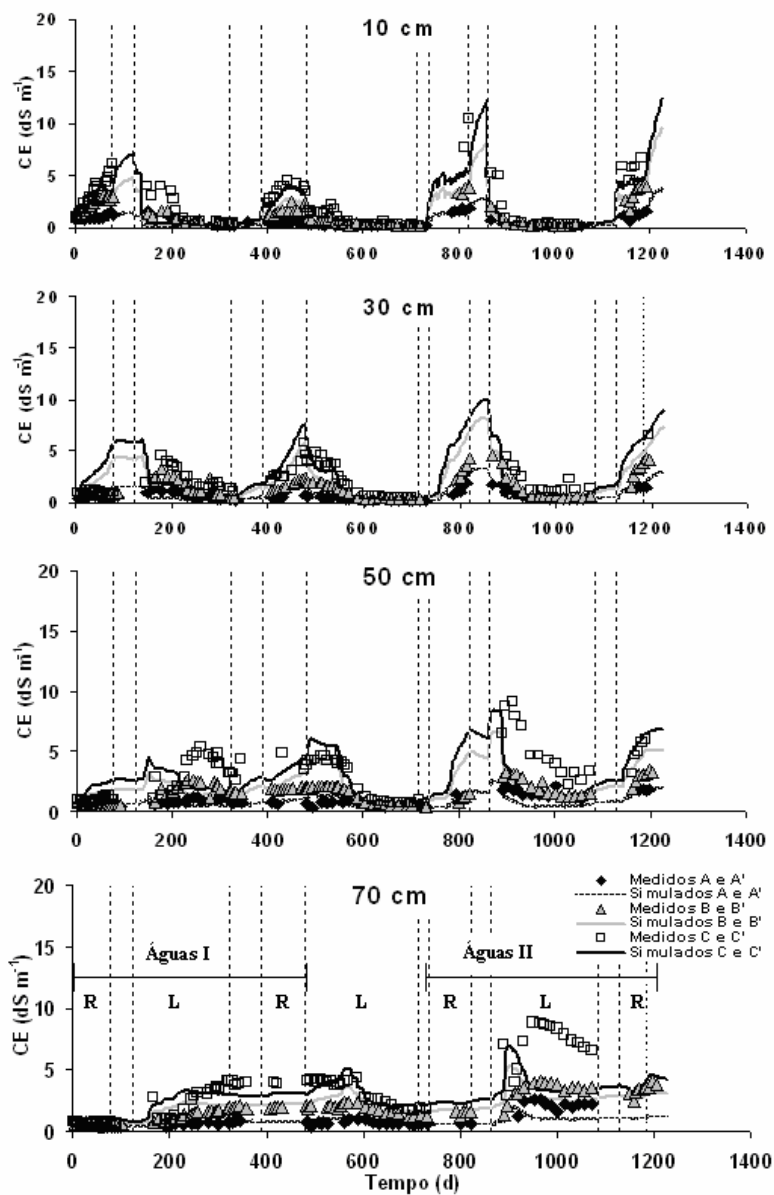 10 cm
20
15
10
5
0
CE (dS m⁻¹)
0 200 400 600 800 1000 1200 1400
30 cm
20
15
10
5
0
CE (dS m⁻¹)
0 200 400 600 800 1000 1200 1400
50 cm
20
15
10
5
0
CE (dS m⁻¹)
0 200 400 600 800 1000 1200 1400
70 cm
20
15
10
5
0
CE (dS m⁻¹)
Medidos A e A'
Simulados A e A'
Medidos B e B'
Simulados B e B'
Medidos C e C'
Simulados C e C'
Águas I Águas II
R L R L R L R
0 200 400 600 800 1000 1200 1400
Tempo (d)